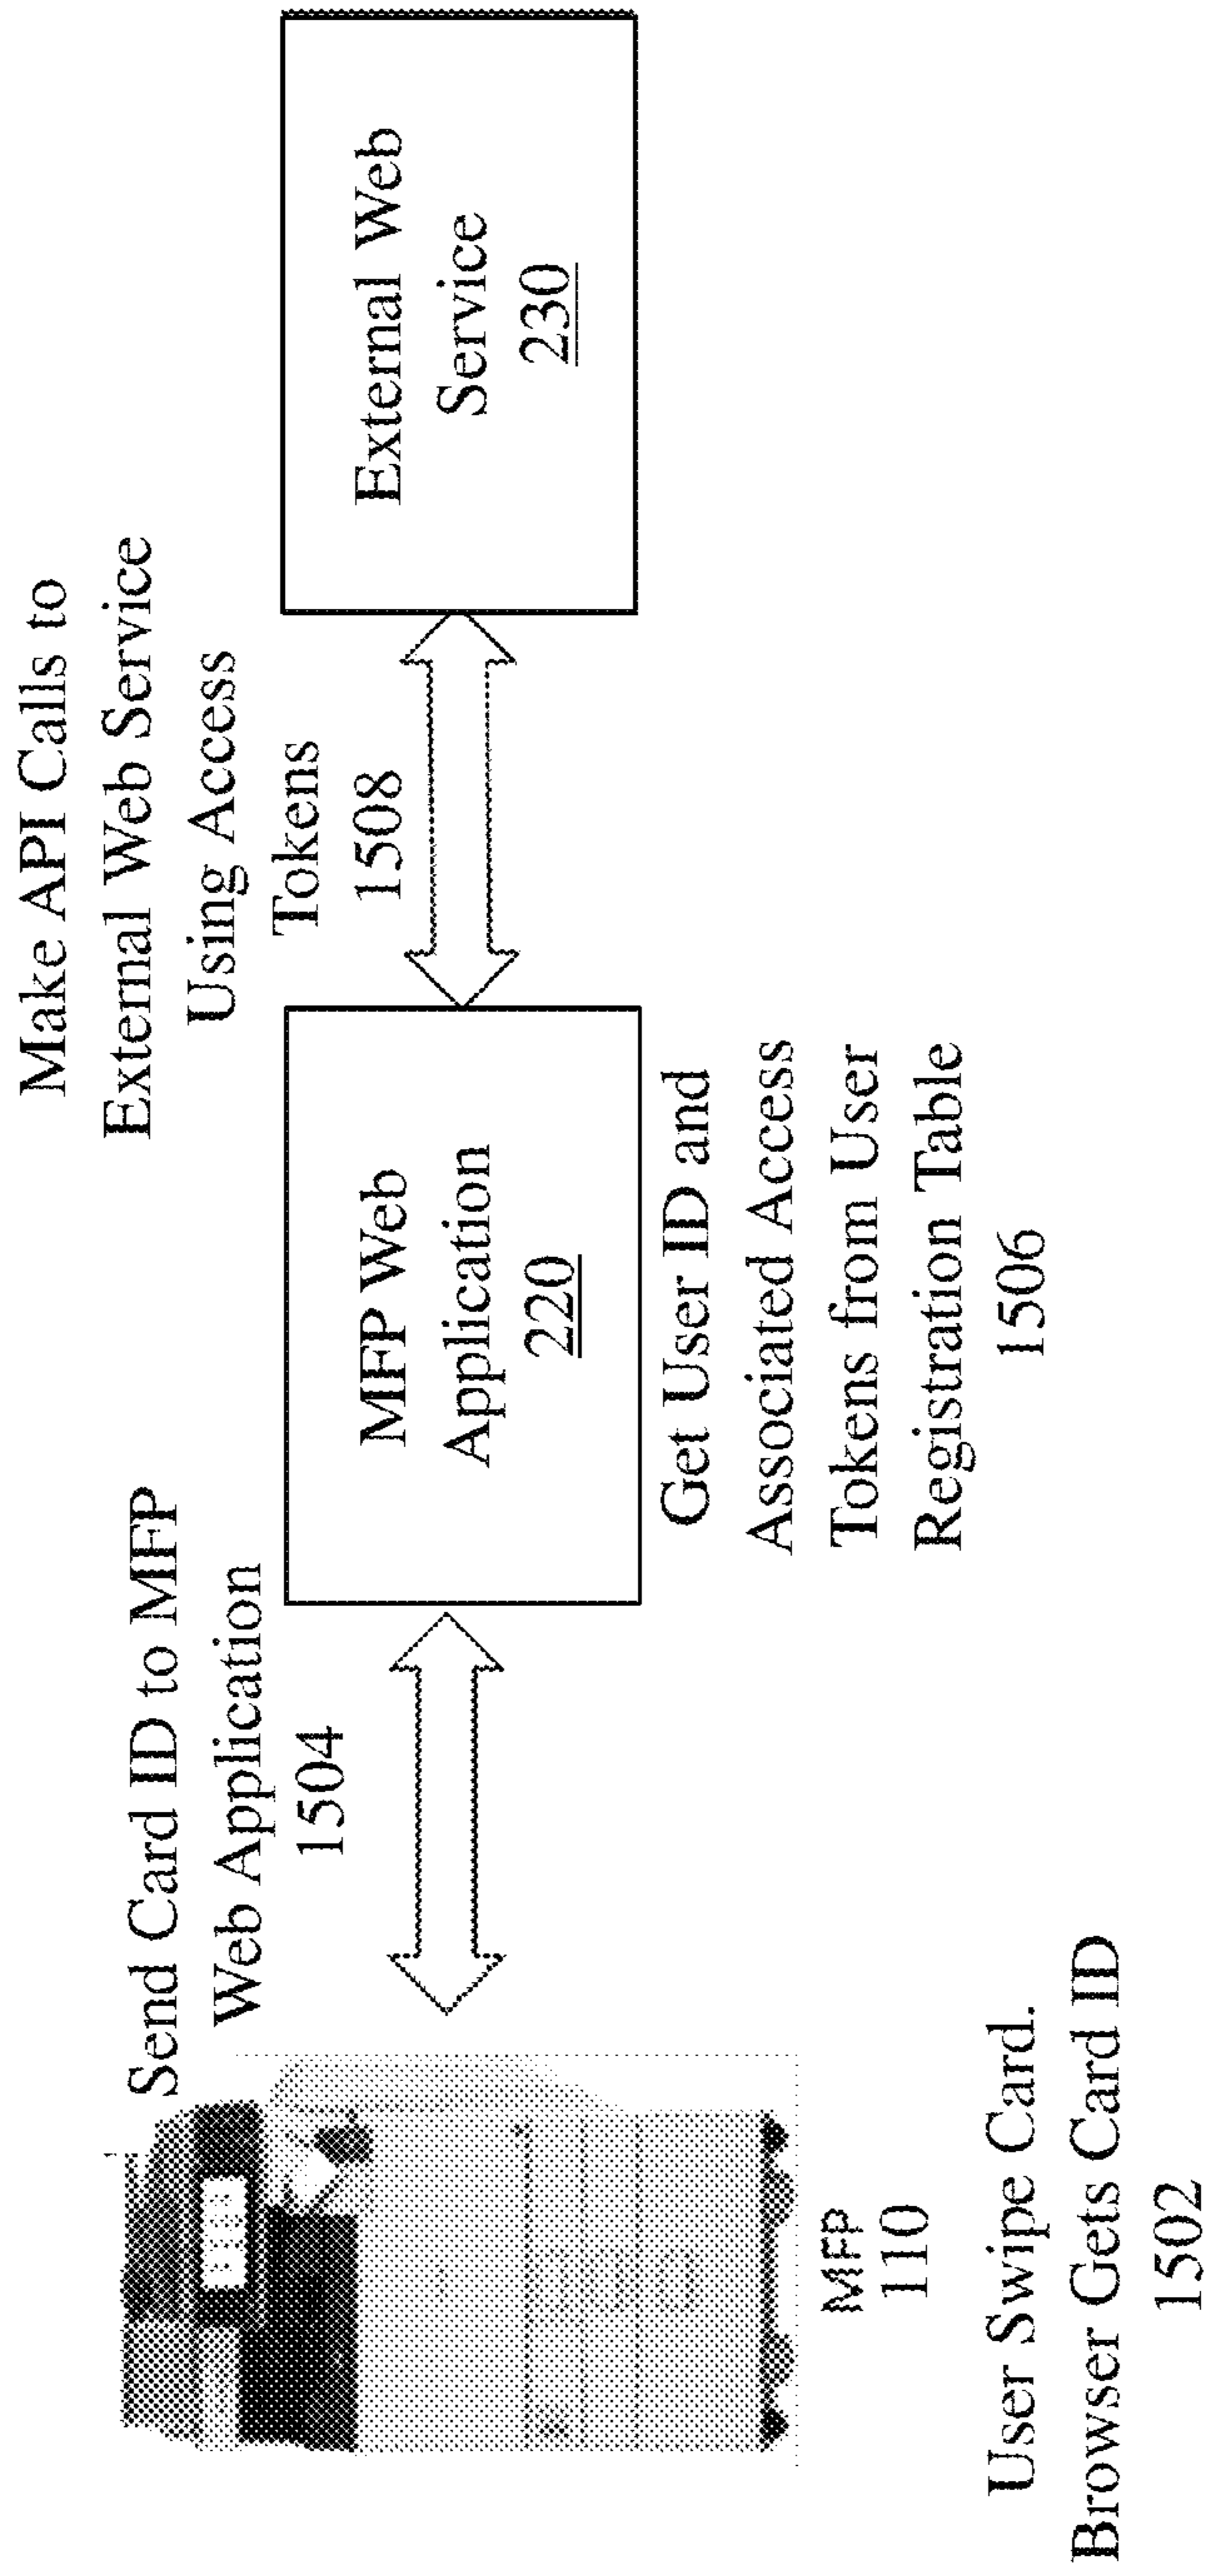 Send Card ID to MFP
Web Application
1504
Make API Calls to
External Web Service
Using Access
Tokens
1508
MFP Web
Application
220
External Web
Service
230
MFP
110
User Swipe Card.
Browser Gets Card ID
1502
Get User ID and
Associated Access
Tokens from User
Registration Table
1506